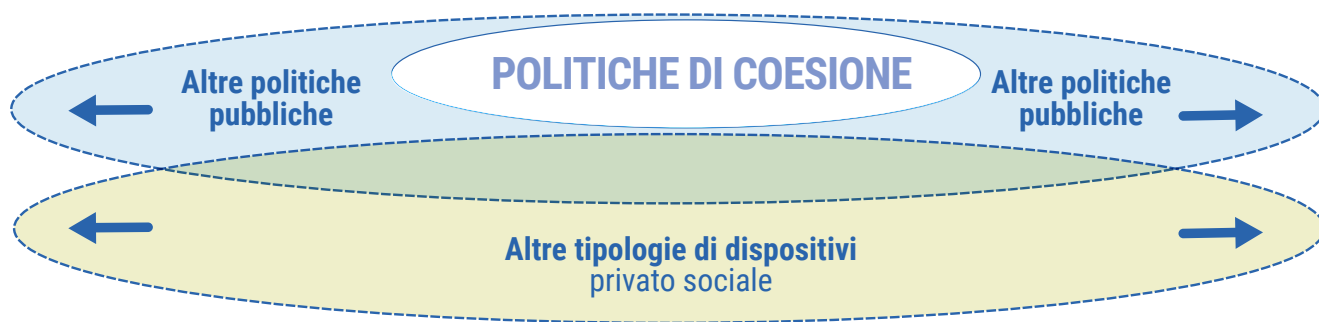 POLITICHE DI COESIONE
Altre politiche
pubbliche
Altre politiche
pubbliche
Altre tipologie di dispositivi
privato sociale